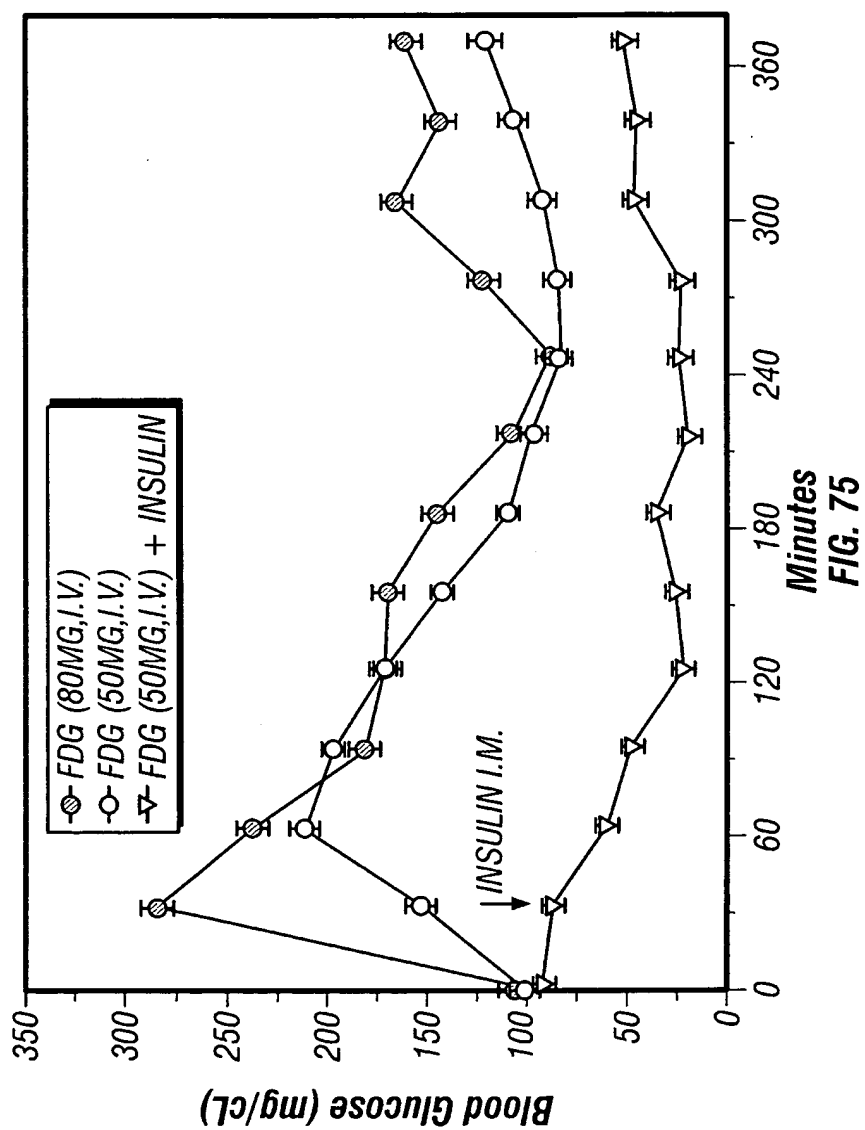 Blood Glucose (mg/cL)
350
300
250
200
150
100
50
0
FDG (80MG,I.V.)
FDG (50MG,I.V.)
FDG (50MG,I.V.) + INSULIN
INSULIN I.M.
0
60
120
180
240
300
360
Minutes
FIG. 75